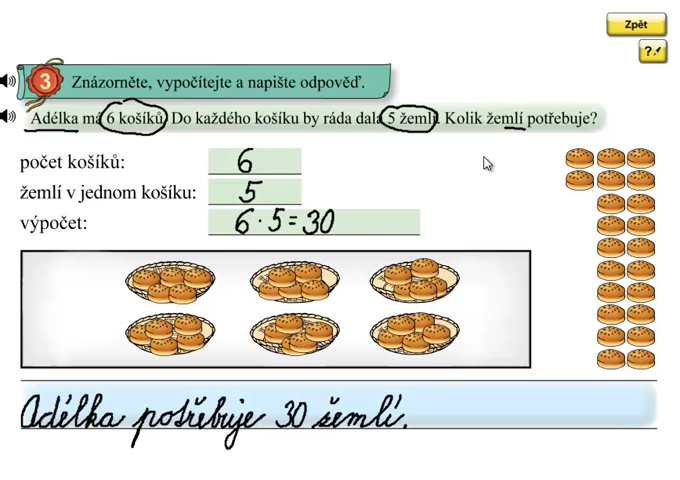 Zpět
?
3 Znázorněte, vypočítejte a napište odpověď.
Adélka má 6 košíků. Do každého košíku by ráda dala 5 žemlí. Kolik žemlí potřebuje?
počet košíků: 6
žemlí v jednom košíku: 5
výpočet: 6 · 5 = 30
Adélka potřebuje 30 žemlí.